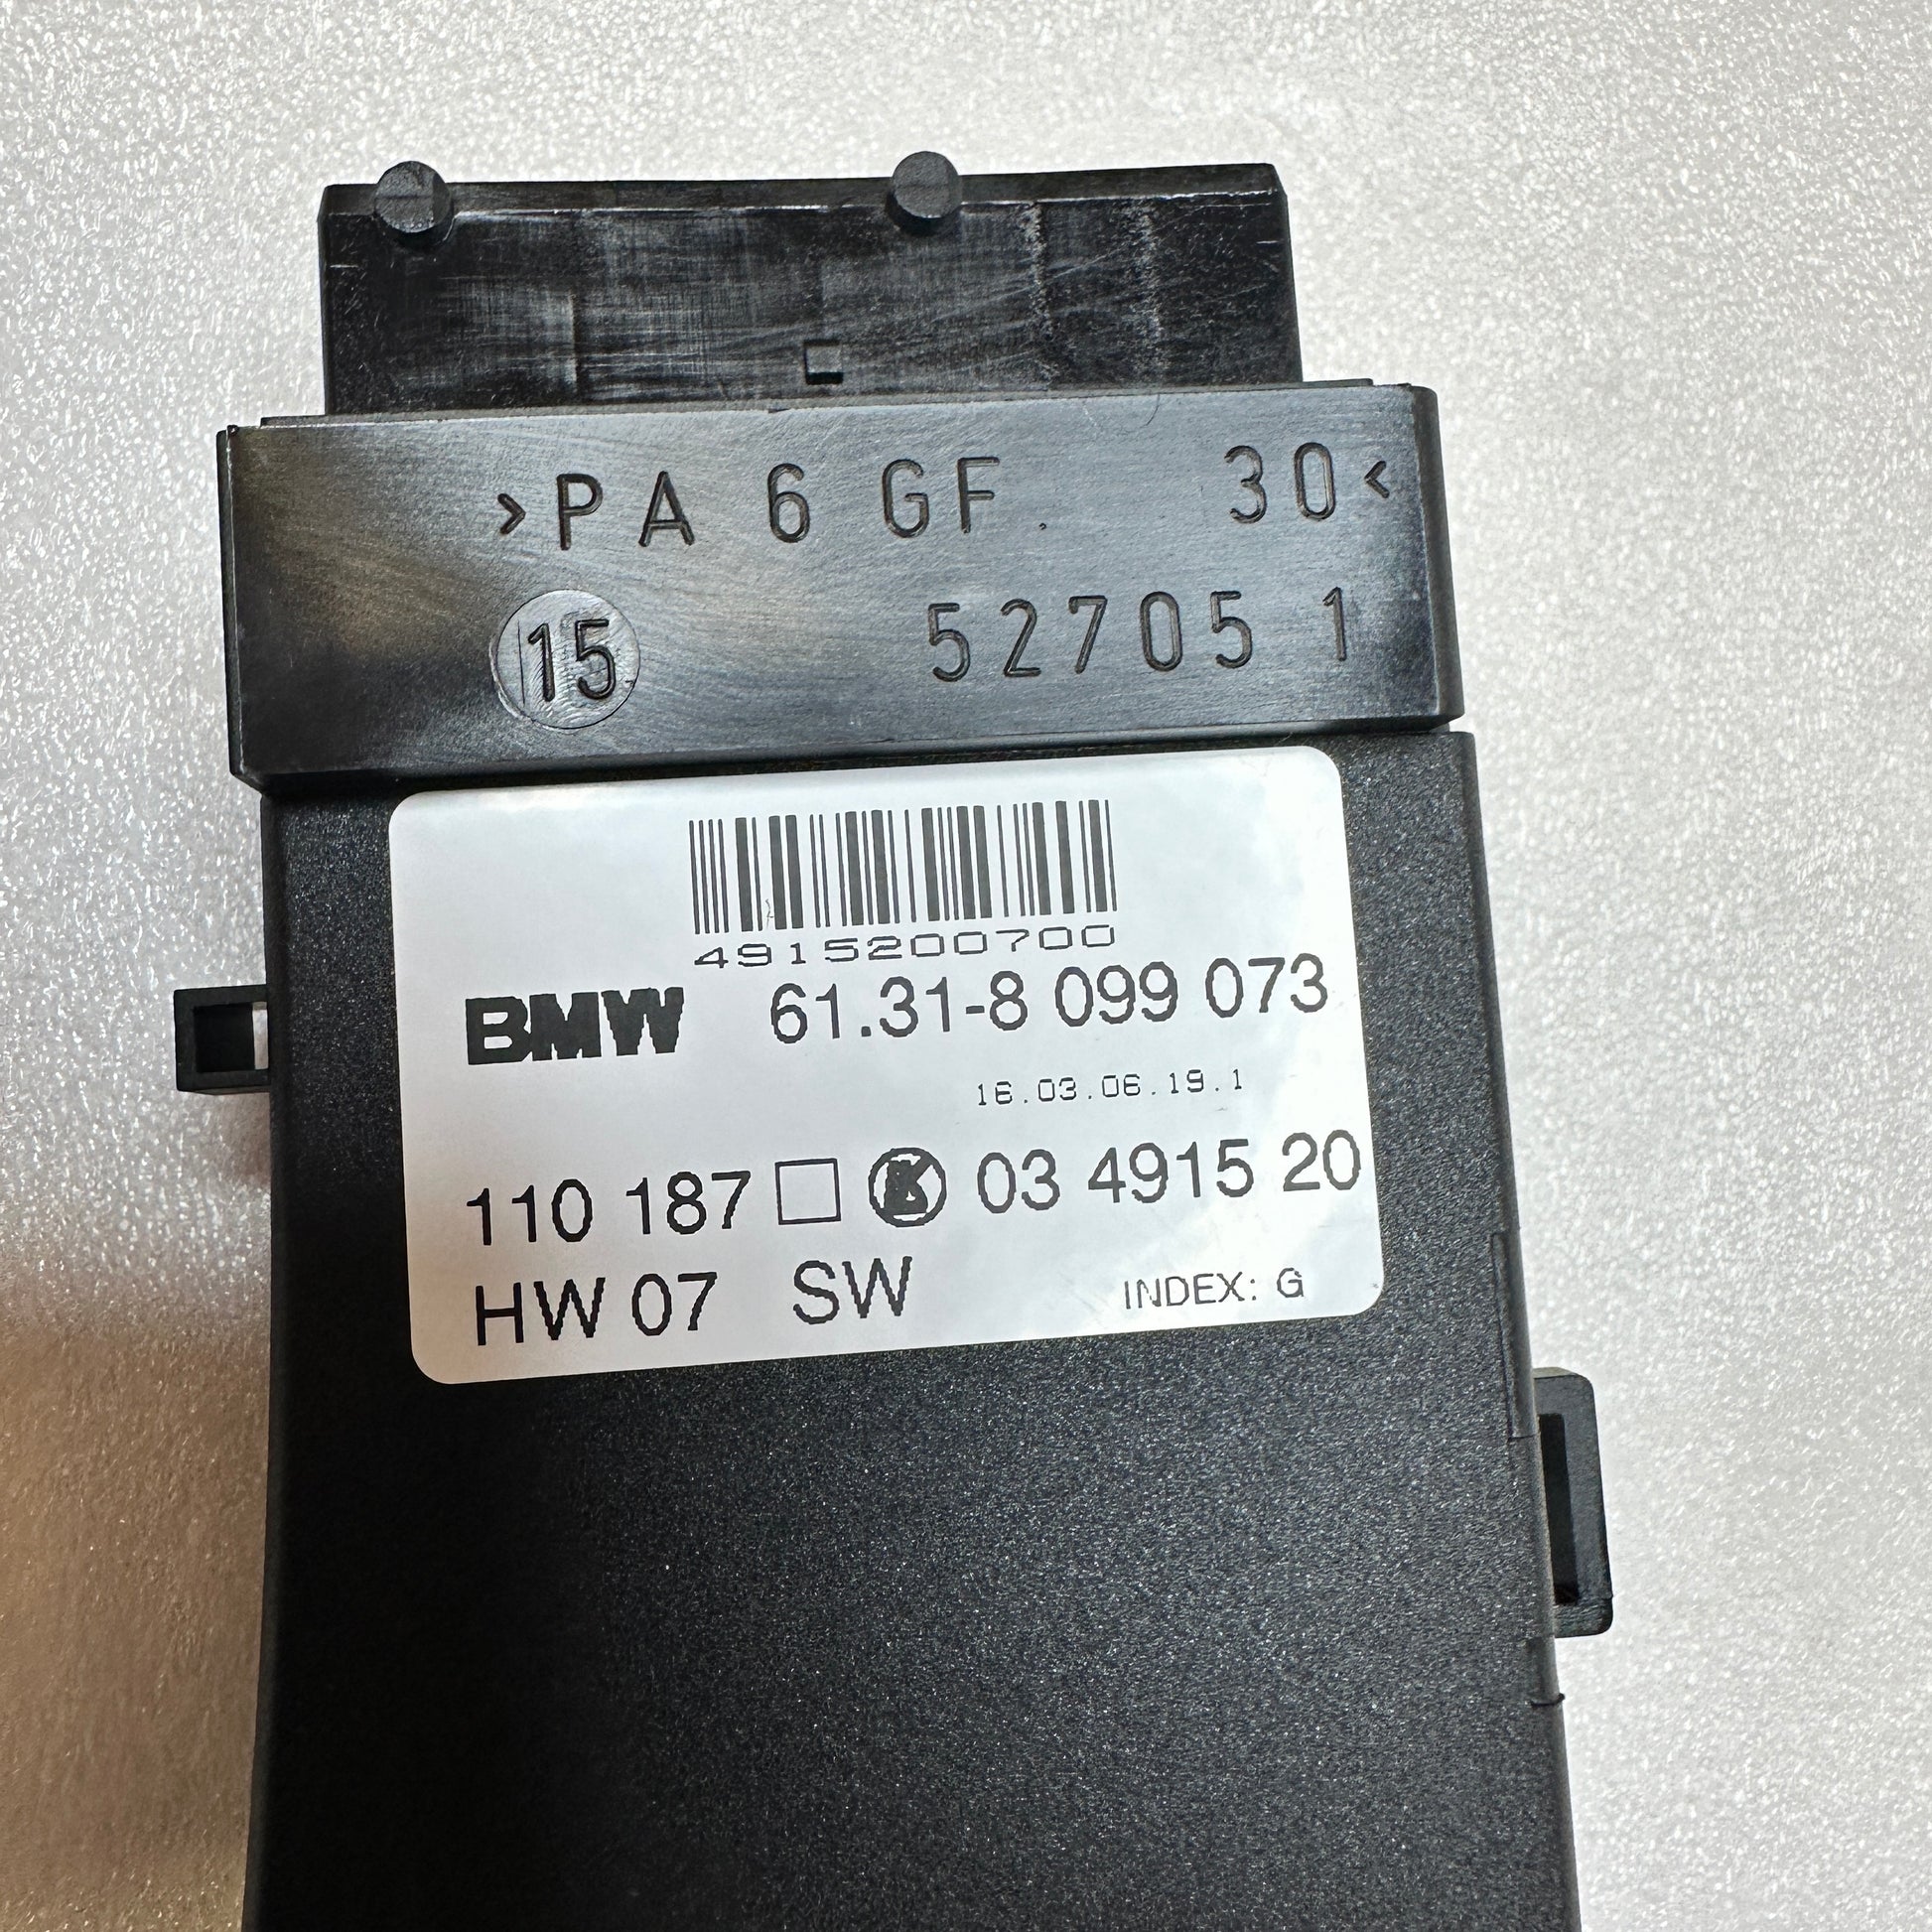 >PA 6 GF. 30<
15 52705 1
4915200700
BMW 61.31-8 099 073
16.03.06.19.1
110 187 □ K 03 4915 20
HW 07 SW INDEX: G